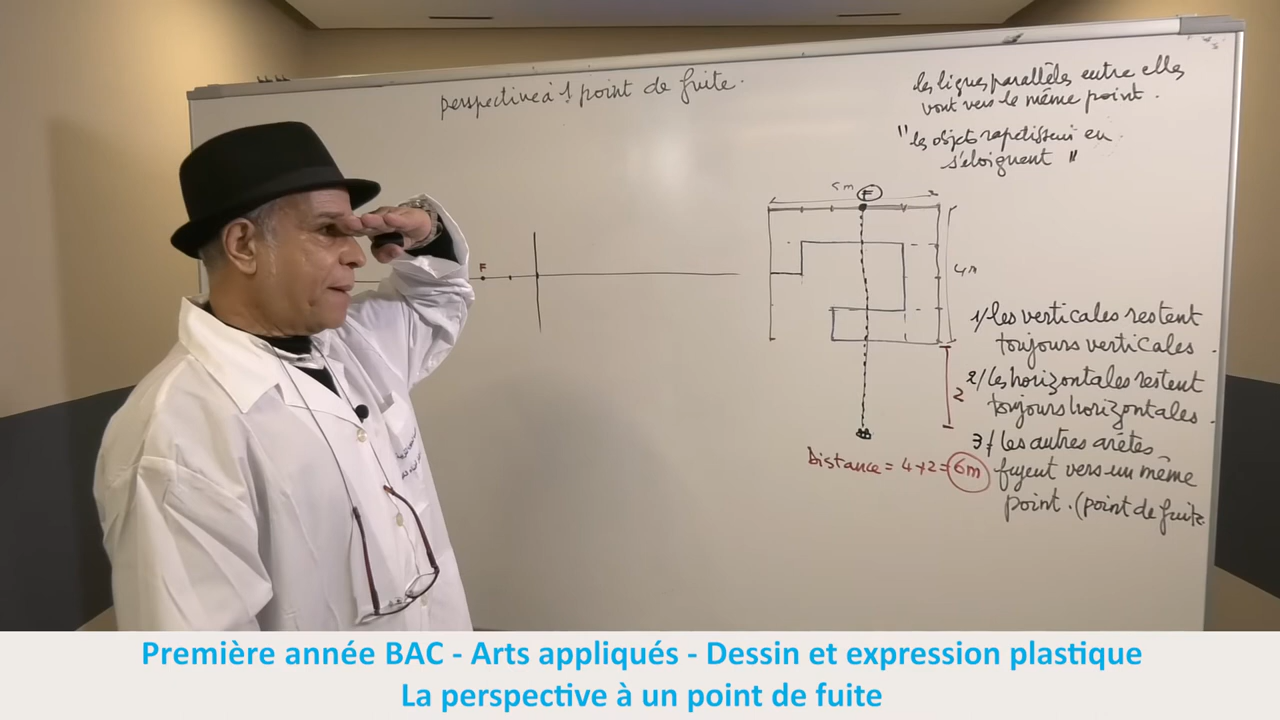 perspective à 1 point de fuite.
les lignes parallèles entre elles
vont vers le même point.
"les objets rapetissent en
s'éloignent"
5m
F
4m
F
1/ les verticales restent
toujours verticales.
2/ les horizontales restent
toujours horizontales.
2
3/ les autres arêtes
Distance = 4+2= 6m
fuyent vers un même
point. (point de fuite
Première année BAC - Arts appliqués - Dessin et expression plastique
La perspective à un point de fuite